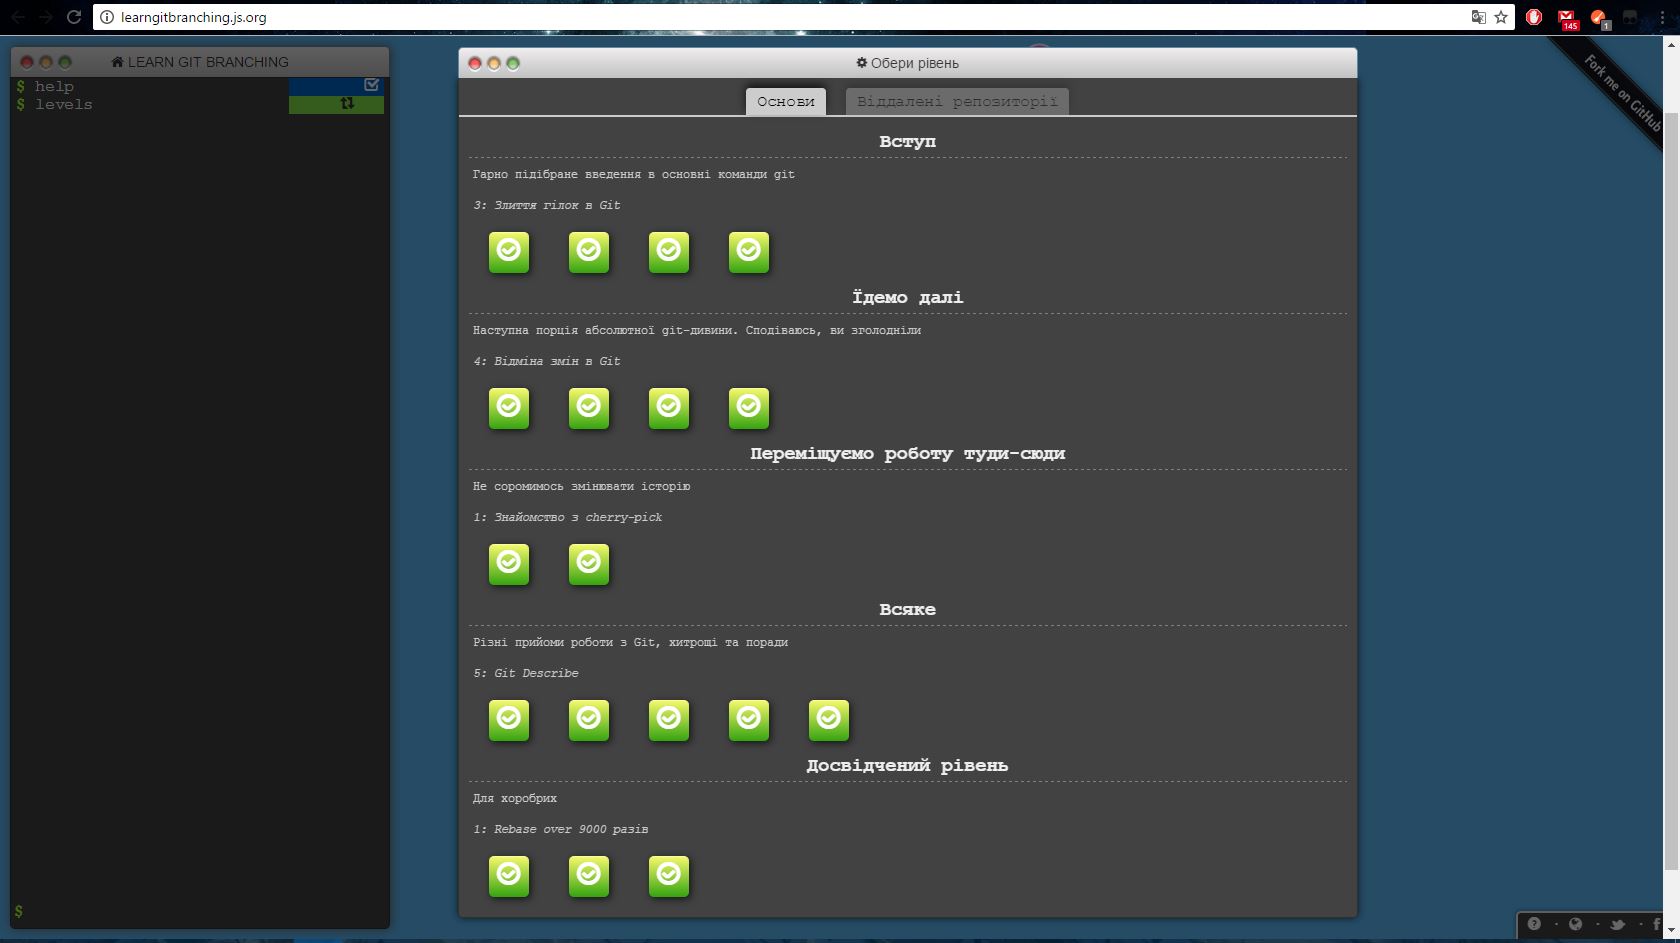 learngitbranching.js.org
145
1
LEARN GIT BRANCHING
$ help
$ levels
$
Обери рівень
Основи
Віддалені репозиторії
Вступ
Гарно підібране введення в основні команди git
3: Злиття гілок в Git
Їдемо далі
Наступна порція абсолютної git-дивини. Сподіваюсь, ви зголодніли
4: Відміна змін в Git
Переміщуємо роботу туди-сюди
Не соромимось змінювати історію
1: Знайомство з cherry-pick
Всяке
Різні прийоми роботи з Git, хитрощі та поради
5: Git Describe
Досвідчений рівень
Для хоробрих
1: Rebase over 9000 разів
Fork me on GitHub